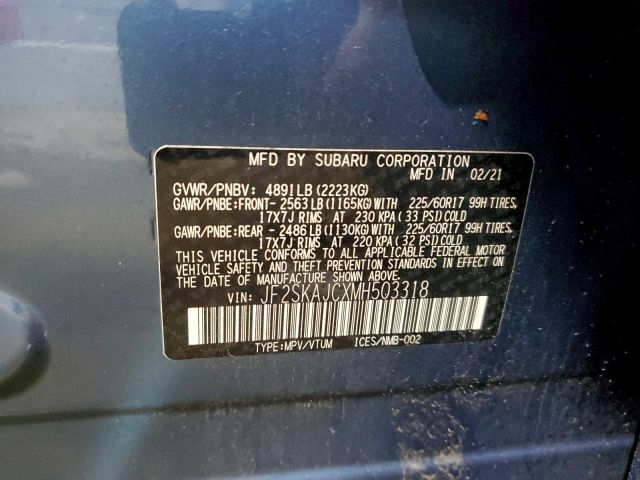 MFD BY SUBARU CORPORATION
MFD IN 02/21
GVWR/PNBV: 4891LB(2223KG)
GAWR/PNBE:FRONT-2563LB(1165KG)WITH 225/60R17 99H TIRES,
17X7J RIMS AT 230 KPA(33 PSI)COLD
GAWR/PNBE:REAR -2486LB(1130KG)WITH 225/60R17 99H TIRES,
17X7J RIMS AT 220 KPA(32 PSI)COLD
THIS VEHICLE CONFORMS TO ALL APPLICABLE FEDERAL MOTOR
VEHICLE SAFETY AND THEFT PREVENTION STANDARDS IN EFFECT ON
THE DATE OF MANUFACTURE SHOWN ABOVE.
VIN: JF2SKAJCXMH503318
TYPE:MPV/VTUM ICES/NMB-002